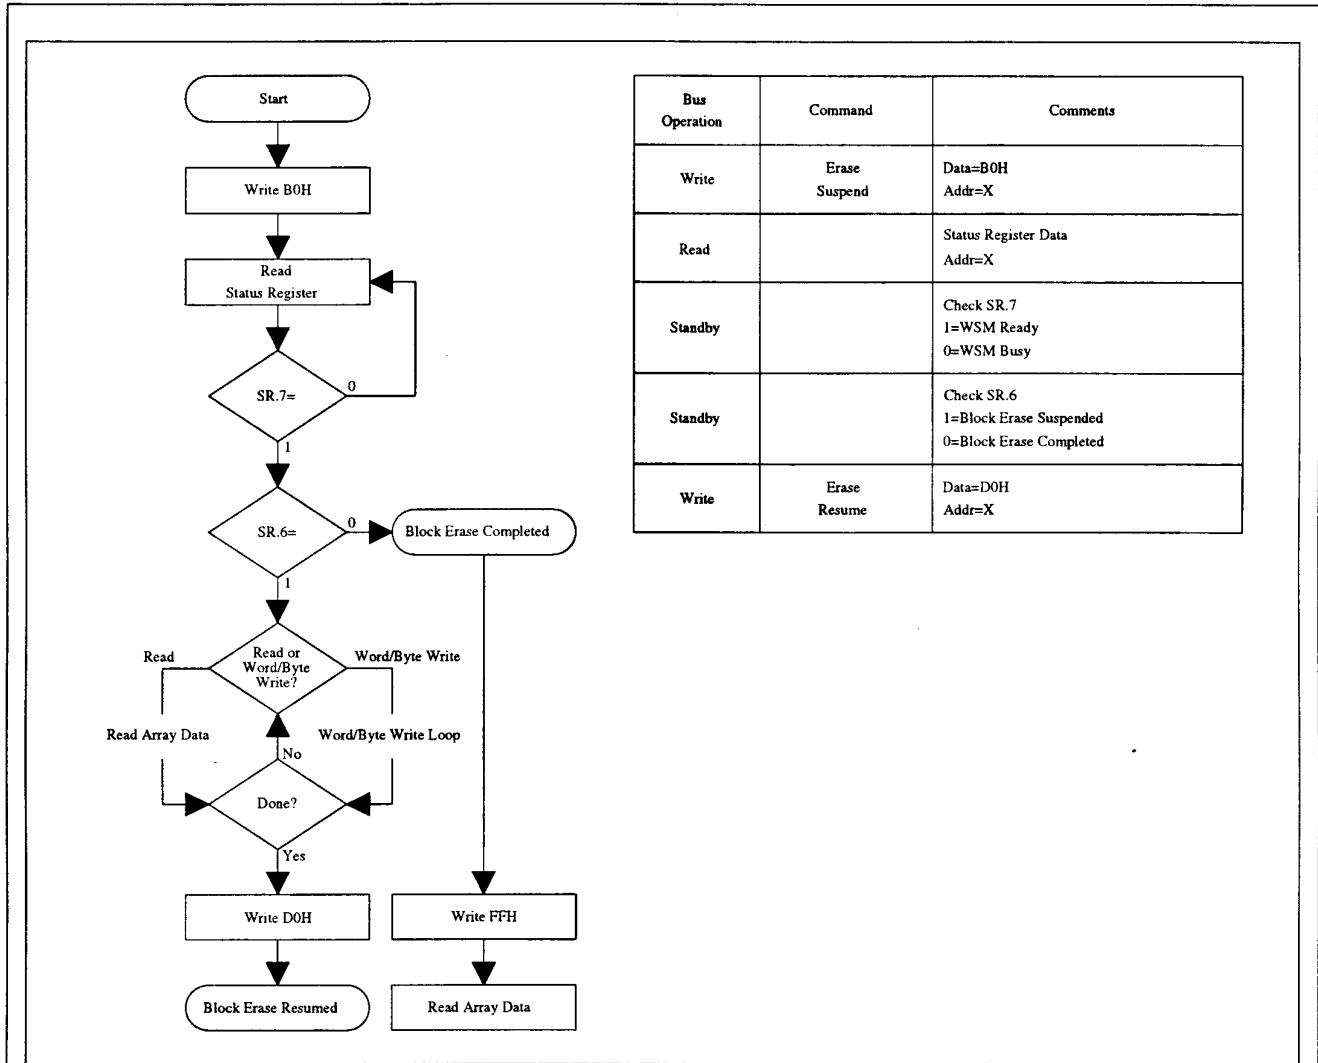 Start
Write B0H
Read
Status Register
SR.7=
0
1
SR.6=
0
Block Erase Completed
1
Read
Read or
Word/Byte
Write?
Word/Byte Write
Read Array Data
Word/Byte Write Loop
No
Done?
Yes
Write D0H
Write FFH
Block Erase Resumed
Read Array Data
Bus
Operation
Command
Comments
Write
Erase
Suspend
Data=B0H
Addr=X
Read
Status Register Data
Addr=X
Standby
Check SR.7
1=WSM Ready
0=WSM Busy
Standby
Check SR.6
1=Block Erase Suspended
0=Block Erase Completed
Write
Erase
Resume
Data=D0H
Addr=X